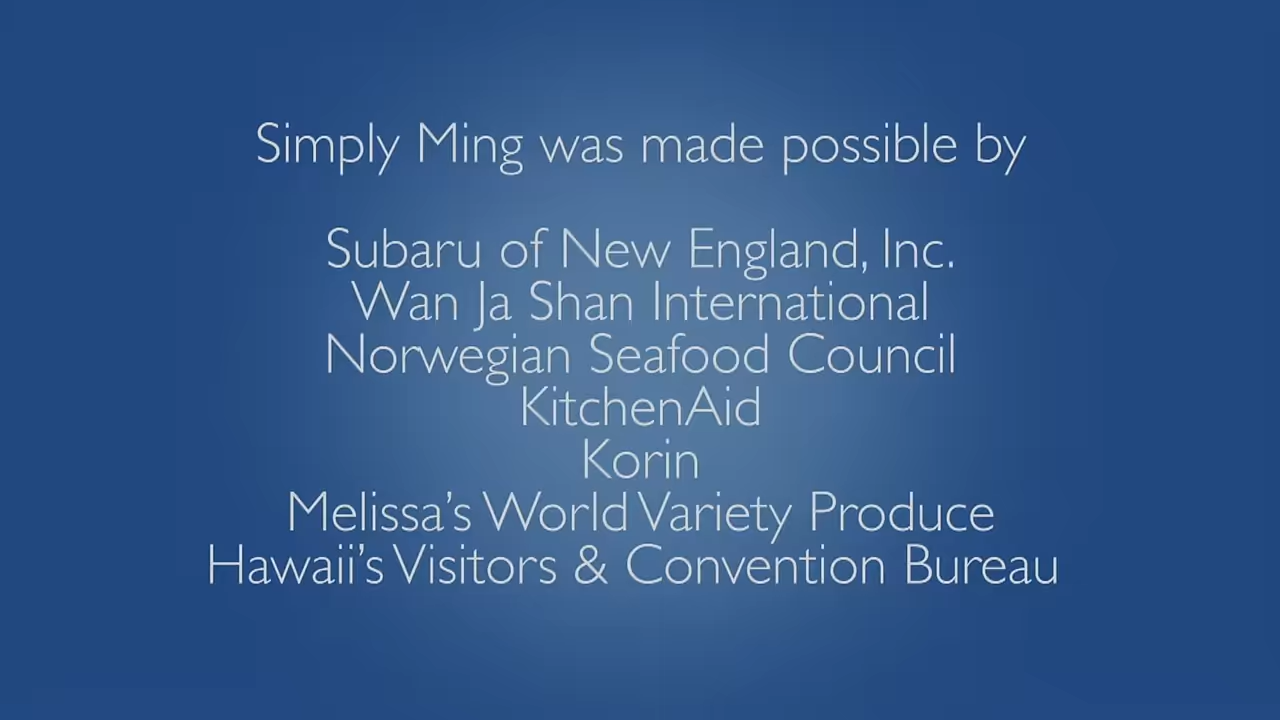 Simply Ming was made possible by
Subaru of New England, Inc.
Wan Ja Shan International
Norwegian Seafood Council
KitchenAid
Korin
Melissa’s World Variety Produce
Hawaii’s Visitors & Convention Bureau